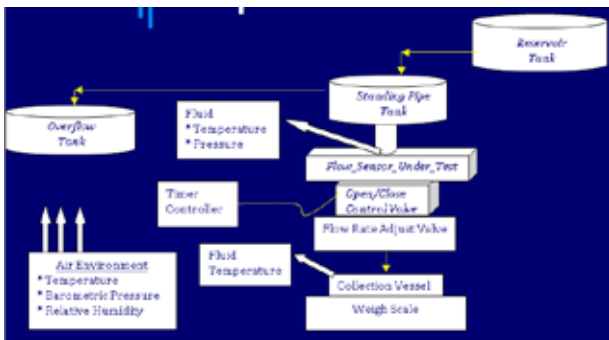 Reservoir
Tank
Standing Pipe
Tank
Overflow
Tank
Fluid
* Temperature
* Pressure
Flow_Sensor_Under_Test
Timer
Controller
Open/Close
Control Valve
Flow Rate Adjust Valve
Fluid
Temperature
Air Environment
* Temperature
* Barometric Pressure
* Relative Humidity
Collection Vessel
Weigh Scale